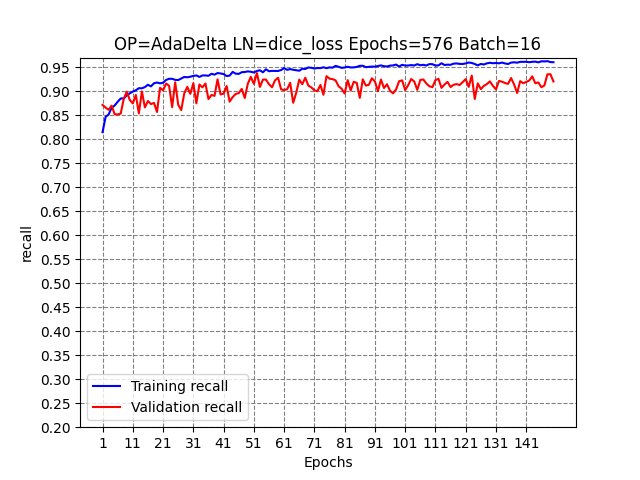 OP=AdaDelta LN=dice_loss Epochs=576 Batch=16
0.95
0.90
0.85
0.80
0.75
0.70
0.65
0.60
0.55
0.50
0.45
0.40
0.35
0.30
0.25
0.20
recall
Training recall
Validation recall
1 11 21 31 41 51 61 71 81 91 101 111 121 131 141
Epochs